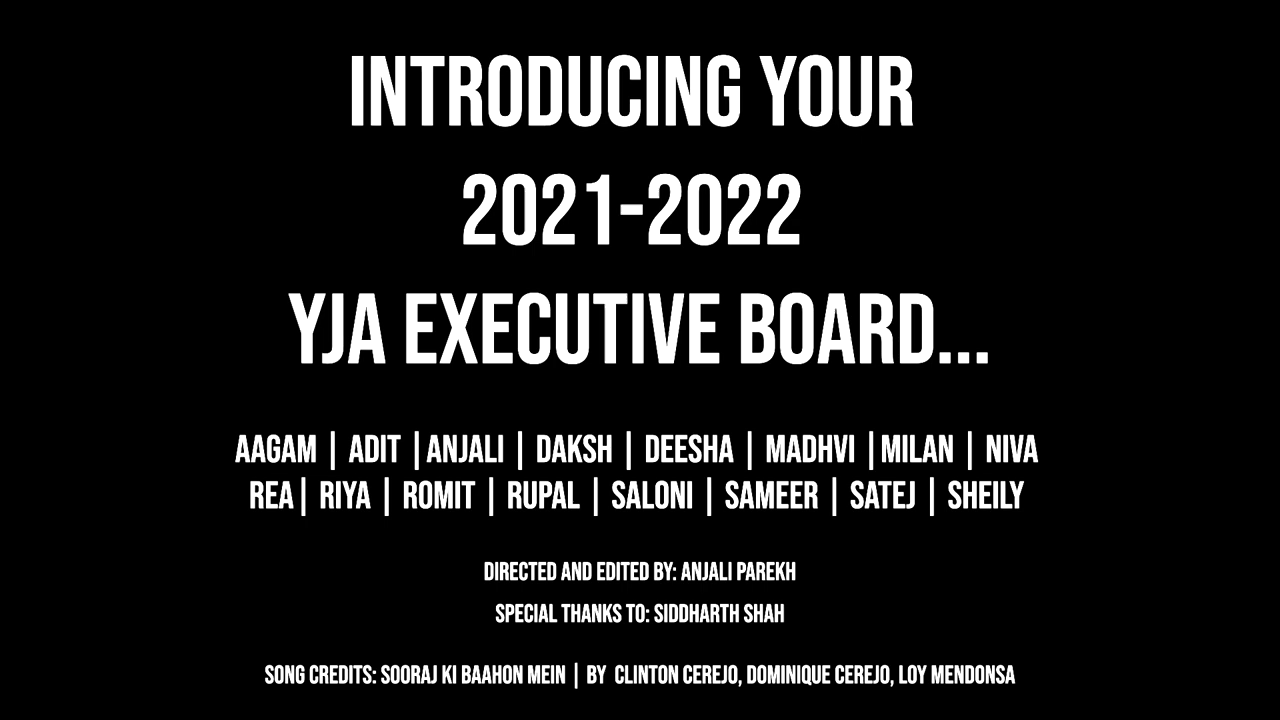 INTRODUCING YOUR
2021-2022
YJA EXECUTIVE BOARD...
AAGAM | ADIT |ANJALI | DAKSH | DEESHA | MADHVI |MILAN | NIVA
REA| RIYA | ROMIT | RUPAL | SALONI | SAMEER | SATEJ | SHEILY
DIRECTED AND EDITED BY: ANJALI PAREKH
SPECIAL THANKS TO: SIDDHARTH SHAH
SONG CREDITS: SOORAJ KI BAAHON MEIN | BY CLINTON CEREJO, DOMINIQUE CEREJO, LOY MENDONSA